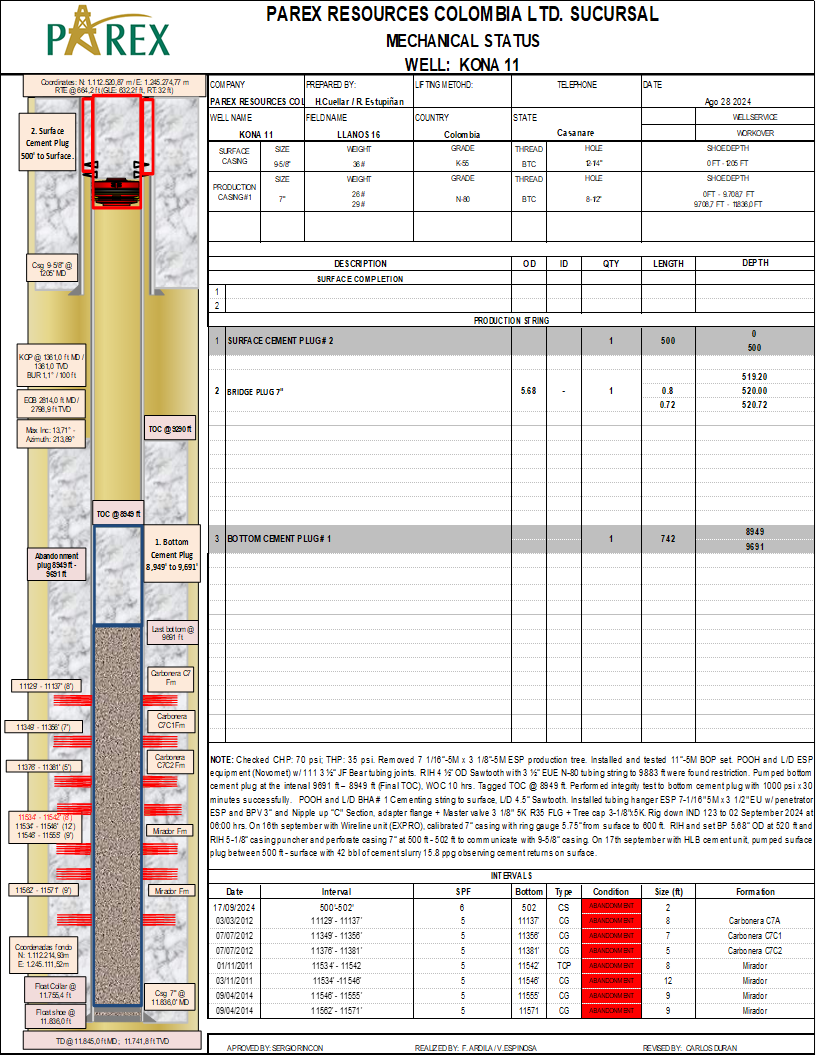 PAREX
PAREX RESOURCES COLOMBIA LTD. SUCURSAL
MECHANICAL STATUS
WELL: KONA 11
Coordinates: N: 1.112.520,87 m / E: 1.245.274,77 m
RTE @ 664,2 ft (GLE: 632,2 ft, RT: 32 ft)
2. Surface
Cement Plug
500' to Surface.
Csg 9-5/8" @
1205' MD
KOP @ 1361,0 ft MD /
1361,0 TVD
BUR 1,1° / 100 ft
EOB 2814,0 ft MD /
2798,9 ft TVD
Max Inc: 13,71° -
Azimuth: 213,89°
TOC @ 9290 ft
TOC @ 8949 ft
1. Bottom
Cement Plug
8,949' to 9,691'
Abandonment
plug 8949 ft -
9691 ft
Last bottom @
9691 ft
Carbonera C7
Fm
11129' - 11137' (8')
Carbonera
C7C1 Fm
11349' - 11356' (7')
Carbonera
C7C2 Fm
11376' - 11381' (5')
11534' - 11542' (8')
11534' - 11546' (12')
11546' - 11555' (9')
Mirador Fm
11562' - 11571' (9')
Mirador Fm
Coordenadas fondo
N: 1.112.214,93m
E: 1.245.111,52m
Float Collar @
11.755,4 ft
Csg 7" @
11.836,0' MD
Float shoe @
11.836,0 ft
TD @ 11.845,0 ft MD ; 11.741,8 ft TVD
COMPANY PREPARED BY: LIFTING METOHD: TELEPHONE DATE
PAREX RESOURCES COL H.Cuellar / R. Estupiñan Ago 28 2024
WELL NAME FIELD NAME COUNTRY STATE WELL SERVICE
KONA 11 LLANOS 16 Colombia Casanare WORKOVER
SURFACE CASING SIZE WEIGHT GRADE THREAD HOLE SHOE DEPTH
9-5/8" 36 # K-55 BTC 12-1/4" 0 FT - 1205 FT
PRODUCTION CASING #1 SIZE WEIGHT GRADE THREAD HOLE SHOE DEPTH
7" 26 # 29 # N-80 BTC 8-1/2" 0 FT - 9.708,7 FT
9.708,7 FT - 11836,0 FT
DESCRIPTION OD ID QTY LENGTH DEPTH
SURFACE COMPLETION
1
2
PRODUCTION STRING
1 SURFACE CEMENT PLUG # 2 1 500 0
500
519.20
2 BRIDGE PLUG 7" 5.68 - 1 0.8 520.00
0.72 520.72
3 BOTTOM CEMENT PLUG # 1 1 742 8949
9691
NOTE: Checked CHP: 70 psi; THP: 35 psi. Removed 7 1/16"-5M x 3 1/8"-5M ESP production tree. Installed and tested 11"-5M BOP set. POOH and L/D ESP
equipment (Novomet) w/ 111 3 ½" JF Bear tubing joints. RIH 4 ½" OD Sawtooth with 3 ½" EUE N-80 tubing string to 9883 ft were found restriction. Pumped bottom
cement plug at the interval 9691 ft – 8949 ft (Final TOC), WOC 10 hrs. Tagged TOC @ 8949 ft. Performed integrity test to bottom cement plug with 1000 psi x 30
minutes successfully. POOH and L/D BHA# 1 Cementing string to surface, L/D 4.5" Sawtooth. Installed tubing hanger ESP 7-1/16"5M x 3 1/2" EU w/ penetrator
ESP and BPV 3" and Nipple up "C" Section, adapter flange + Master valve 3 1/8" 5K R35 FLG + Tree cap 3-1/8"x5K. Rig down IND 123 to 02 September 2024 at
06:00 hrs. On 16th september with Wireline unit (EXPRO), calibrated 7" casing with ring gauge 5.75" from surface to 600 ft. RIH and set BP 5.68" OD at 520 ft and
RIH 5-1/8" casing puncher and perforate casing 7" at 500 ft - 502 ft to communicate with 9-5/8" casing. On 17th september with HLB cement unit, pumped surface
plug between 500 ft - surface with 42 bbl of cement slurry 15.8 ppg observing cement returns on surface.
INTERVALS
Date Interval SPF Bottom Type Condition Size (ft) Formation
17/09/2024 500'-502' 6 502 CS ABANDONMENT 2
03/03/2012 11129' - 11137' 5 11137' CG ABANDONMENT 8 Carbonera C7A
07/07/2012 11349' - 11356' 5 11356' CG ABANDONMENT 7 Carbonera C7C1
07/07/2012 11376' - 11381' 5 11381' CG ABANDONMENT 5 Carbonera C7C2
01/11/2011 11534' - 11542 5 11542' TCP ABANDONMENT 8 Mirador
03/11/2011 11534' - 11546' 5 11546' CG ABANDONMENT 12 Mirador
09/04/2014 11546' - 11555' 5 11555' CG ABANDONMENT 9 Mirador
09/04/2014 11562' - 11571' 5 11571 CG ABANDONMENT 9 Mirador
APROVED BY: SERGIO RINCON REALIZED BY: F. ARDILA / V.ESPINOSA REVISED BY: CARLOS DURAN